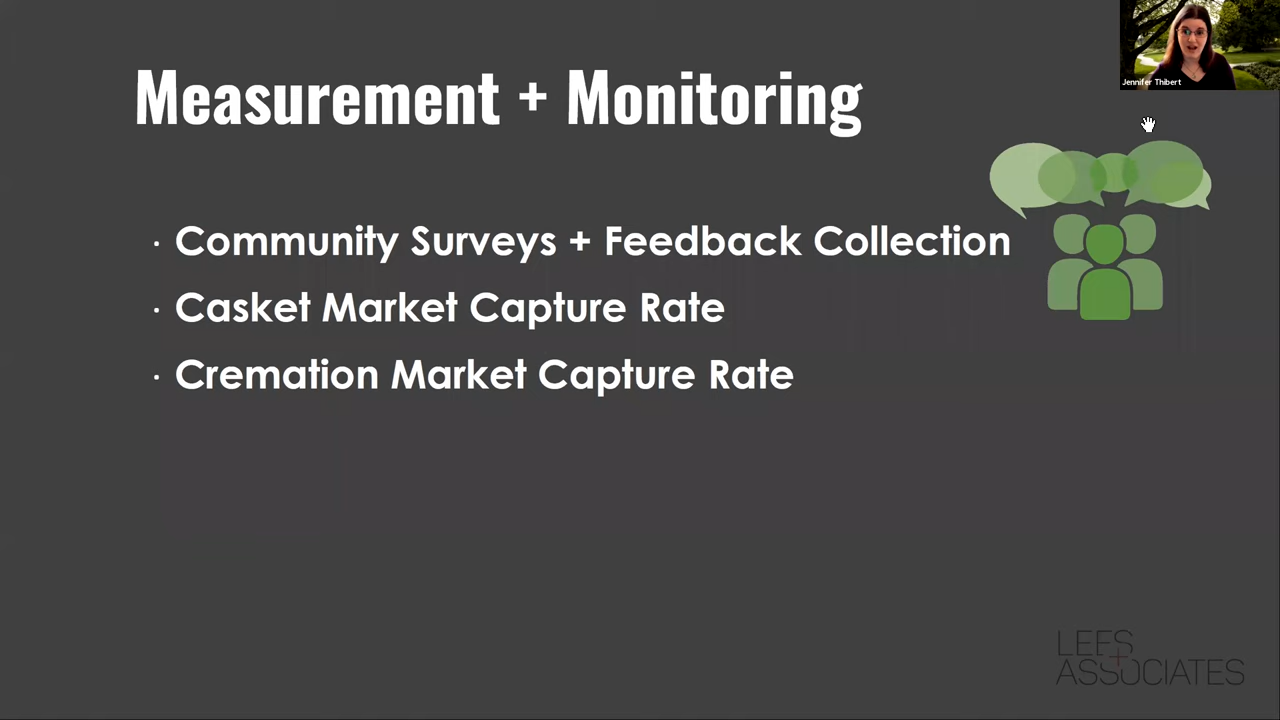 Jennifer Thibert
Measurement + Monitoring
· Community Surveys + Feedback Collection
· Casket Market Capture Rate
· Cremation Market Capture Rate
LEES
+
ASSOCIATES